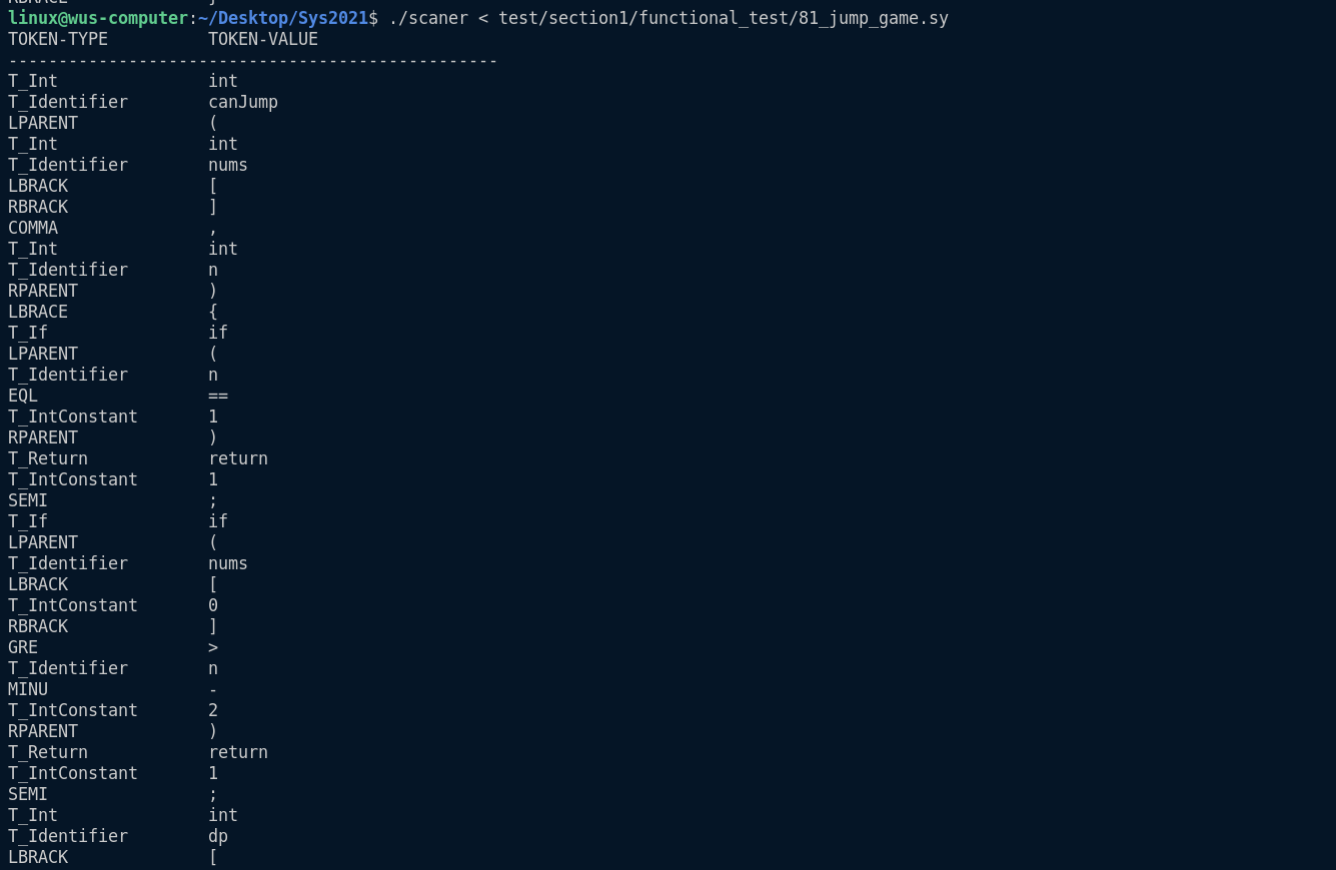 linux@wus-computer:~/Desktop/Sys2021$ ./scaner < test/section1/functional_test/81_jump_game.sy
TOKEN-TYPE          TOKEN-VALUE
-------------------------------------------------
T_Int               int
T_Identifier        canJump
LPARENT             (
T_Int               int
T_Identifier        nums
LBRACK              [
RBRACK              ]
COMMA               ,
T_Int               int
T_Identifier        n
RPARENT             )
LBRACE              {
T_If                if
LPARENT             (
T_Identifier        n
EQL                 ==
T_IntConstant       1
RPARENT             )
T_Return            return
T_IntConstant       1
SEMI                ;
T_If                if
LPARENT             (
T_Identifier        nums
LBRACK              [
T_IntConstant       0
RBRACK              ]
GRE                 >
T_Identifier        n
MINU                -
T_IntConstant       2
RPARENT             )
T_Return            return
T_IntConstant       1
SEMI                ;
T_Int               int
T_Identifier        dp
LBRACK              [